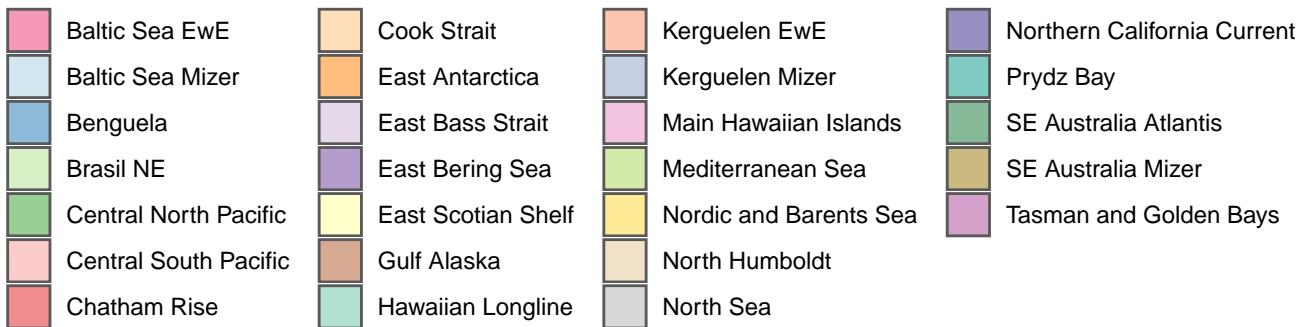 Baltic Sea EwE
Baltic Sea Mizer
Benguela
Brasil NE
Central North Pacific
Central South Pacific
Chatham Rise
Cook Strait
East Antarctica
East Bass Strait
East Bering Sea
East Scotian Shelf
Gulf Alaska
Hawaiian Longline
Kerguelen EwE
Kerguelen Mizer
Main Hawaiian Islands
Mediterranean Sea
Nordic and Barents Sea
North Humboldt
North Sea
Northern California Current
Prydz Bay
SE Australia Atlantis
SE Australia Mizer
Tasman and Golden Bays